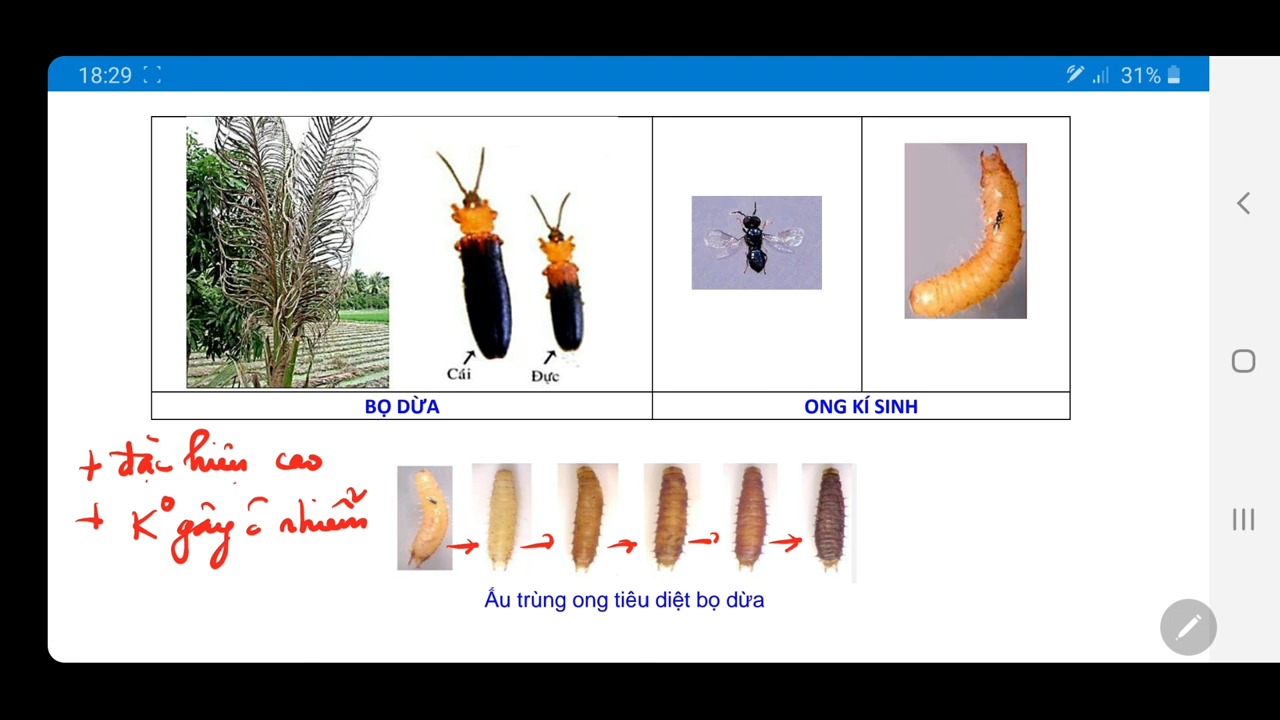 18:29
31%
Cái
Đực
BỌ DỪA
ONG KÍ SINH
+ đặc hiệu cao
+ K° gây ô nhiễm
Ấu trùng ong tiêu diệt bọ dừa